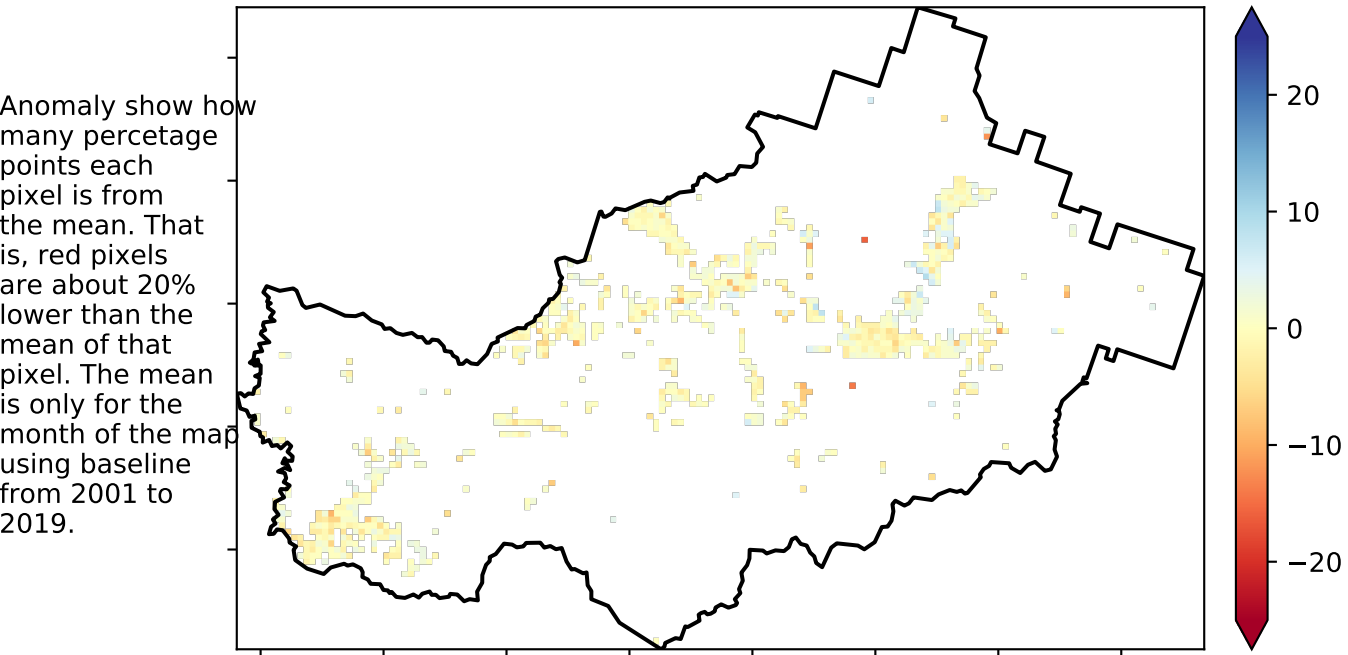 Anomaly show how
many percetage
points each
pixel is from
the mean. That
is, red pixels
are about 20%
lower than the
mean of that
pixel. The mean
is only for the
month of the map
using baseline
from 2001 to
2019.
20
10
0
−10
−20